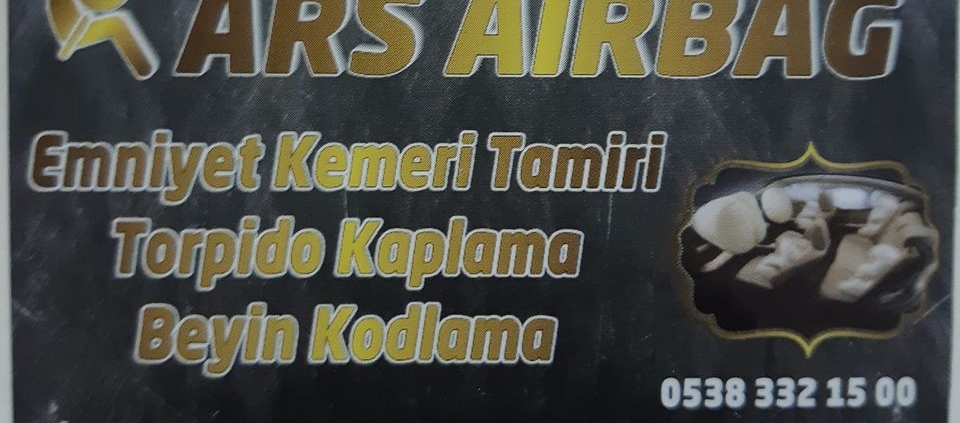 ARS AIRBAG
Emniyet Kemeri Tamiri
Torpido Kaplama
Beyin Kodlama
0538 332 15 00